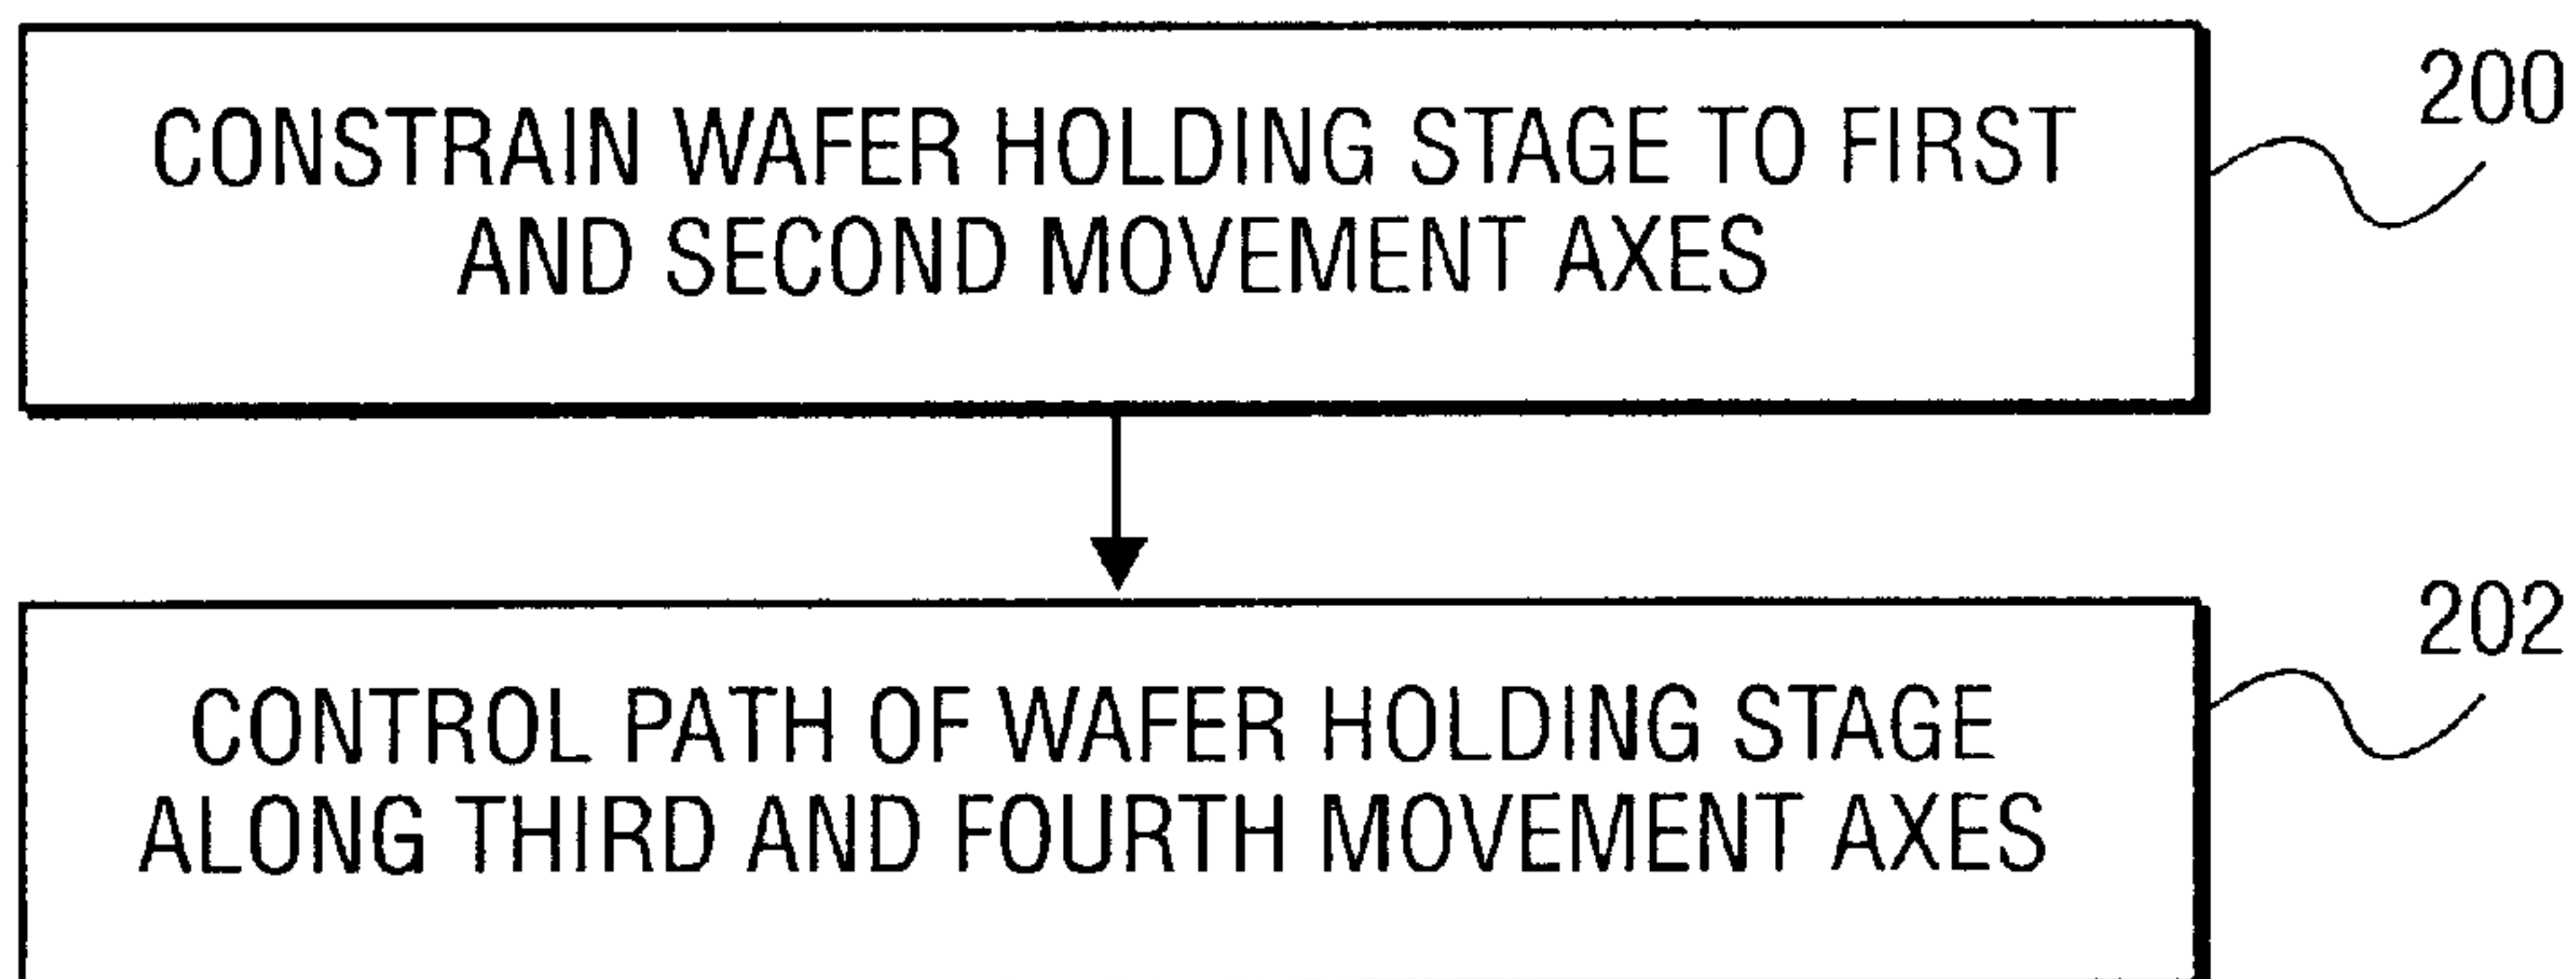 CONSTRAIN WAFER HOLDING STAGE TO FIRST
AND SECOND MOVEMENT AXES
200
CONTROL PATH OF WAFER HOLDING STAGE
ALONG THIRD AND FOURTH MOVEMENT AXES
202